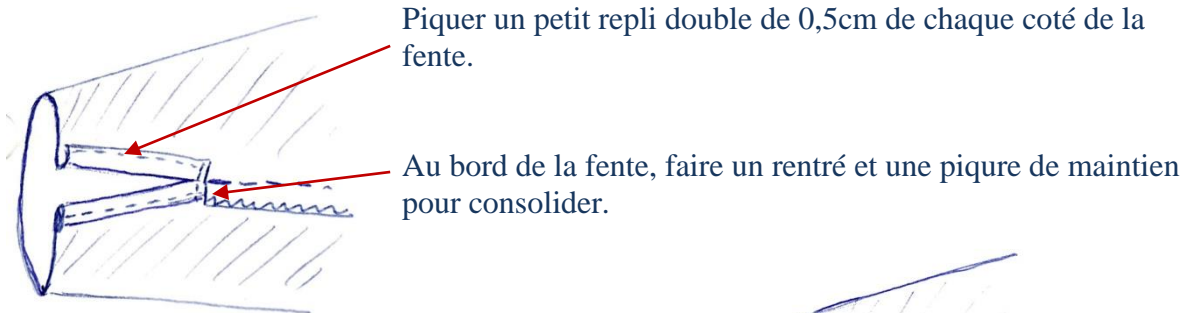 Piquer un petit repli double de 0,5cm de chaque coté de la
fente.
Au bord de la fente, faire un rentré et une piqure de maintien
pour consolider.